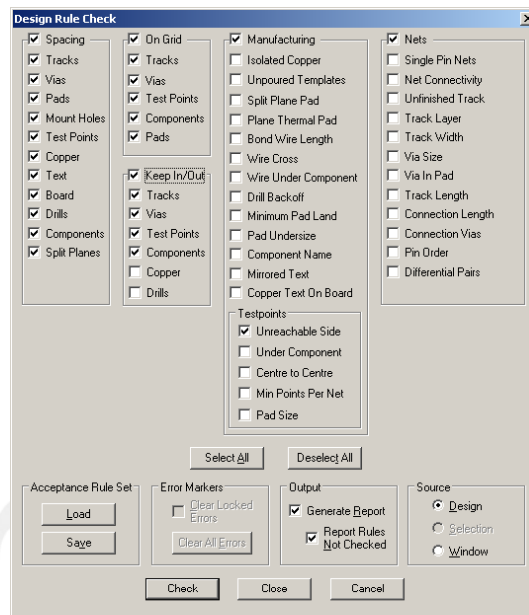 Design Rule Check
Spacing
Tracks
Vias
Pads
Mount Holes
Test Points
Copper
Text
Board
Drills
Components
Split Planes
On Grid
Tracks
Vias
Test Points
Components
Pads
Keep In/Out
Tracks
Vias
Test Points
Components
Copper
Drills
Manufacturing
Isolated Copper
Unpoured Templates
Split Plane Pad
Plane Thermal Pad
Bond Wire Length
Wire Cross
Wire Under Component
Drill Backoff
Minimum Pad Land
Pad Undersize
Component Name
Mirrored Text
Copper Text On Board
Testpoints
Unreachable Side
Under Component
Centre to Centre
Min Points Per Net
Pad Size
Nets
Single Pin Nets
Net Connectivity
Unfinished Track
Track Layer
Track Width
Via Size
Via In Pad
Track Length
Connection Length
Connection Vias
Pin Order
Differential Pairs
Select All
Deselect All
Acceptance Rule Set
Load
Save
Error Markers
Clear Locked
Errors
Clear All Errors
Output
Generate Report
Report Rules
Not Checked
Source
Design
Selection
Window
Check
Close
Cancel